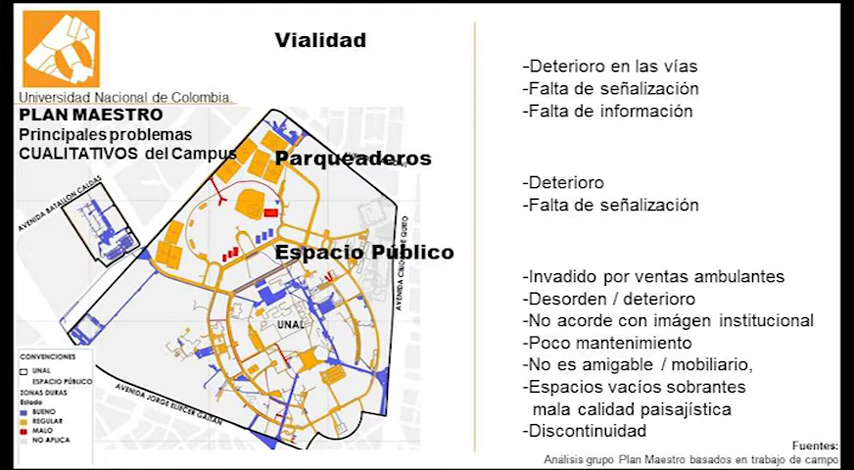 Vialidad
-Deterioro en las vías
-Falta de señalización
-Falta de información
Universidad Nacional de Colombia.
PLAN MAESTRO
Principales problemas
CUALITATIVOS del Campus
Parqueaderos
-Deterioro
-Falta de señalización
AVENIDA BATALLON CALDAS
AVENIDA CIUDAD DE QUITO
Espacio Público
-Invadido por ventas ambulantes
-Desorden / deterioro
-No acorde con imágen institucional
-Poco mantenimiento
-No es amigable / mobiliario,
-Espacios vacíos sobrantes
mala calidad paisajística
-Discontinuidad
UNAL
AVENIDA JORGE ELIECER GAITAN
CONVENCIONES
UNAL
ESPACIO PÚBLICO
ZONAS DURAS
Estado
BUENO
REGULAR
MALO
NO APLICA
Fuentes:
Análisis grupo Plan Maestro basados en trabajo de campo